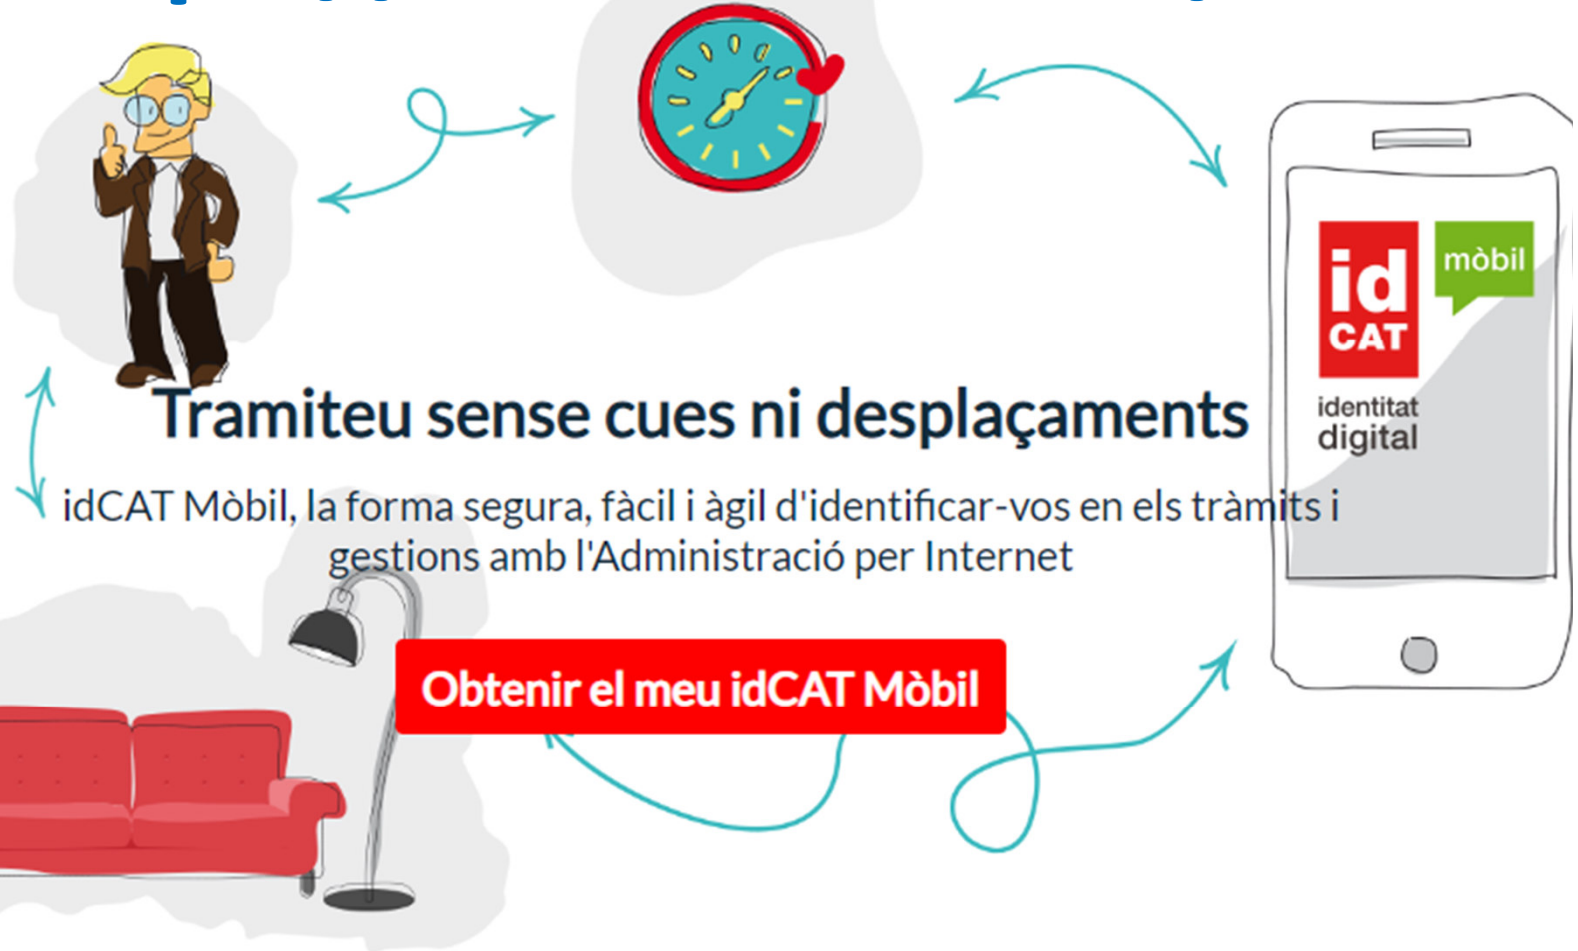 id
CAT
mòbil
identitat
digital
Tramiteu sense cues ni desplaçaments
idCAT Mòbil, la forma segura, fàcil i àgil d'identificar-vos en els tràmits i
gestions amb l'Administració per Internet
Obtenir el meu idCAT Mòbil